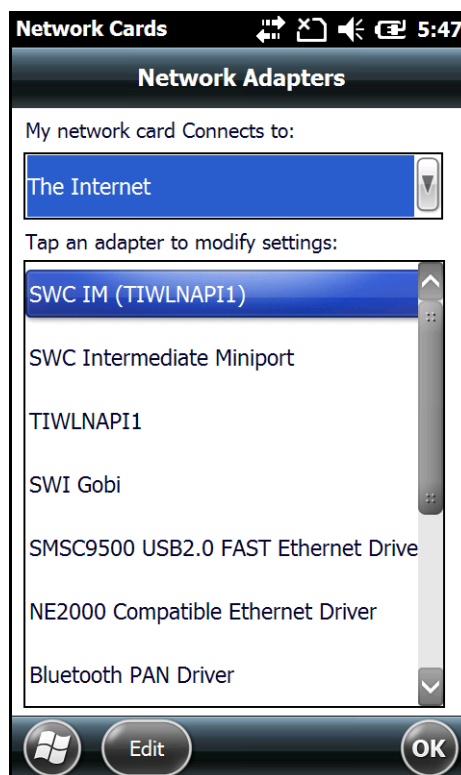 Network Cards 5:47
Network Adapters
My network card Connects to:
The Internet
Tap an adapter to modify settings:
SWC IM (TIWLNAPI1)
SWC Intermediate Miniport
TIWLNAPI1
SWI Gobi
SMSC9500 USB2.0 FAST Ethernet Drive
NE2000 Compatible Ethernet Driver
Bluetooth PAN Driver
Edit OK